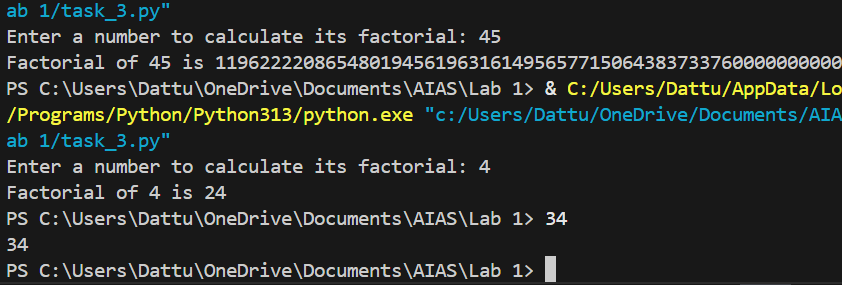 ab 1/task_3.py"
Enter a number to calculate its factorial: 45
Factorial of 45 is 119622220865480194561963161495657715064383733760000000000
PS C:\Users\Dattu\OneDrive\Documents\AIAS\Lab 1> & C:/Users/Dattu/AppData/Lo
/Programs/Python/Python313/python.exe "c:/Users/Dattu/OneDrive/Documents/AIA
ab 1/task_3.py"
Enter a number to calculate its factorial: 4
Factorial of 4 is 24
PS C:\Users\Dattu\OneDrive\Documents\AIAS\Lab 1> 34
34
PS C:\Users\Dattu\OneDrive\Documents\AIAS\Lab 1>